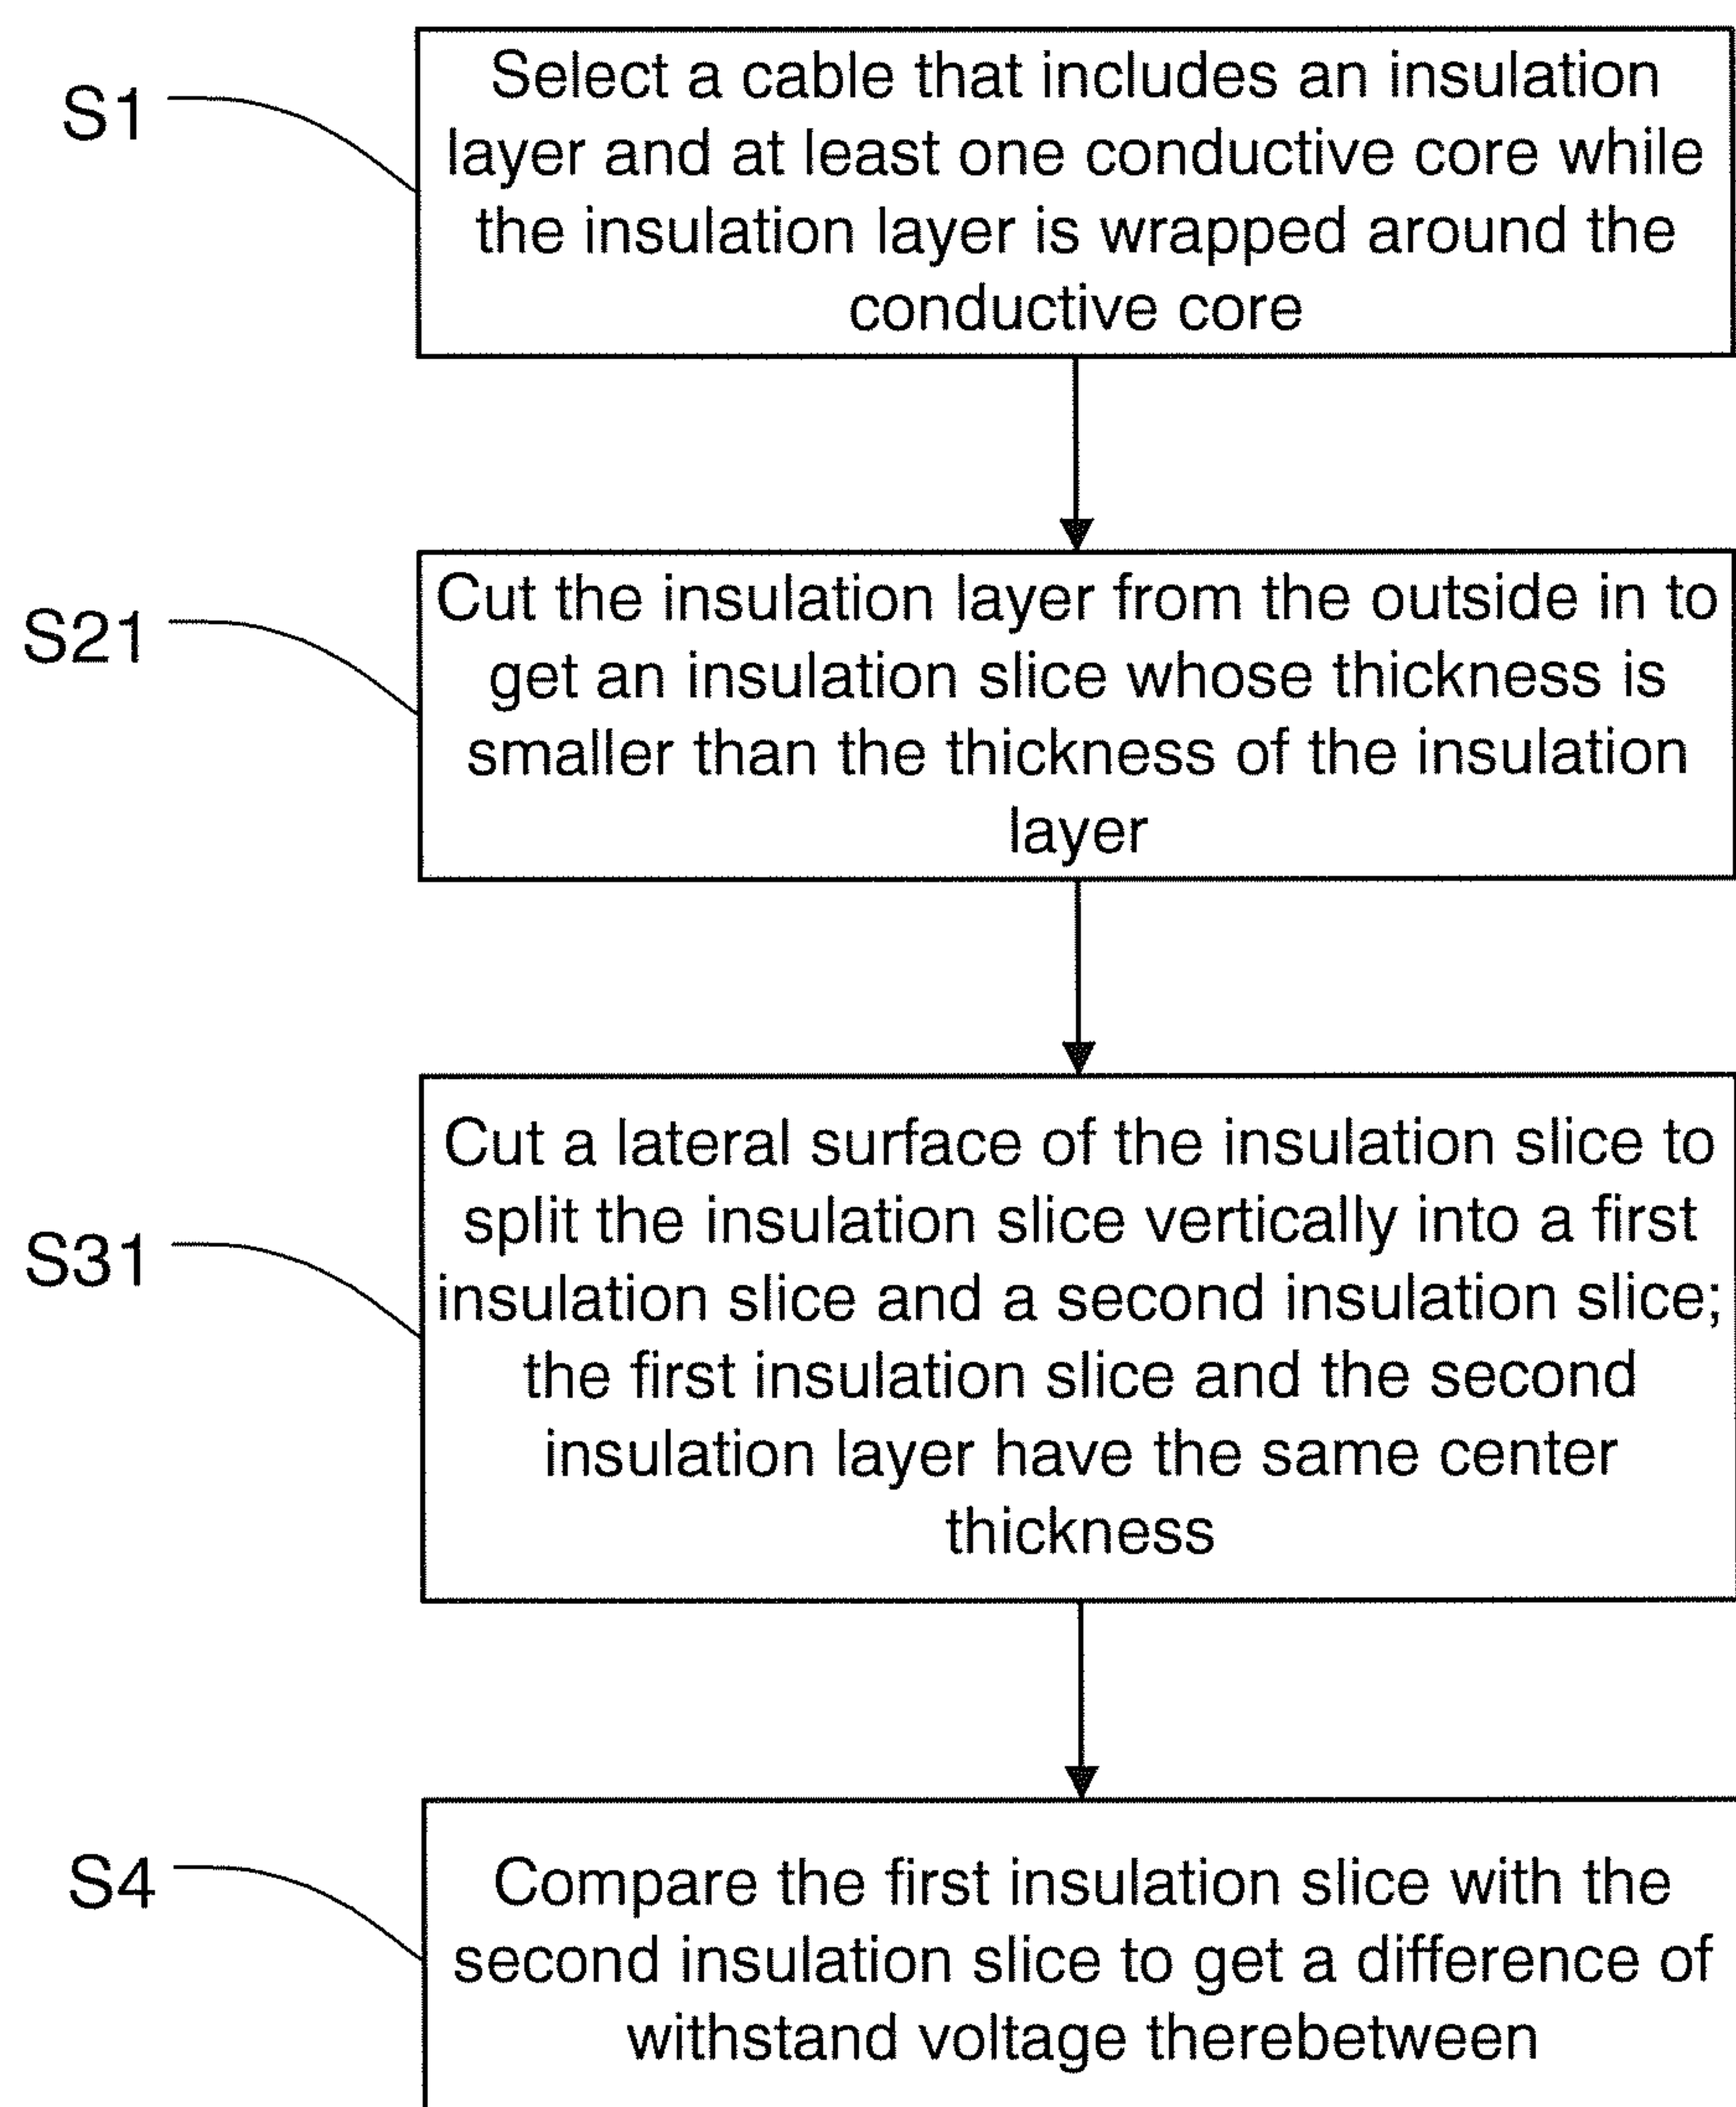 S1
Select a cable that includes an insulation
layer and at least one conductive core while
the insulation layer is wrapped around the
conductive core
S21
Cut the insulation layer from the outside in to
get an insulation slice whose thickness is
smaller than the thickness of the insulation
layer
S31
Cut a lateral surface of the insulation slice to
split the insulation slice vertically into a first
insulation slice and a second insulation slice;
the first insulation slice and the second
insulation layer have the same center
thickness
S4
Compare the first insulation slice with the
second insulation slice to get a difference of
withstand voltage therebetween